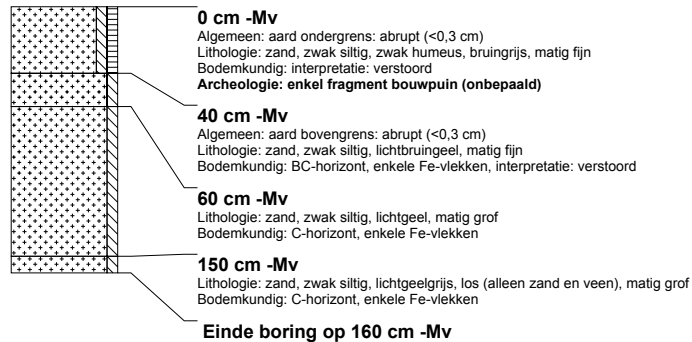 0 cm -Mv
Algemeen: aard ondergrens: abrupt (<0,3 cm)
Lithologie: zand, zwak siltig, zwak humeus, bruingrijs, matig fijn
Bodemkundig: interpretatie: verstoord
Archeologie: enkel fragment bouwpuin (onbepaald)
40 cm -Mv
Algemeen: aard bovengrens: abrupt (<0,3 cm)
Lithologie: zand, zwak siltig, lichtbruingeel, matig fijn
Bodemkundig: BC-horizont, enkele Fe-vlekken, interpretatie: verstoord
60 cm -Mv
Lithologie: zand, zwak siltig, lichtgeel, matig grof
Bodemkundig: C-horizont, enkele Fe-vlekken
150 cm -Mv
Lithologie: zand, zwak siltig, lichtgeelgrijs, los (alleen zand en veen), matig grof
Bodemkundig: C-horizont, enkele Fe-vlekken
Einde boring op 160 cm -Mv